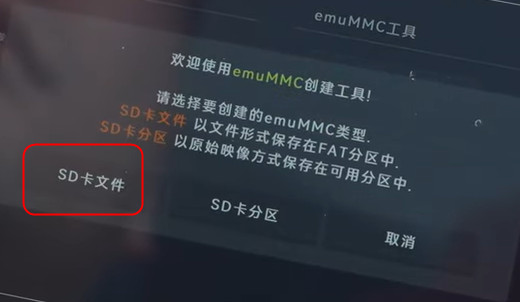 emuMMC工具
欢迎使用emuMMC创建工具!
请选择要创建的emuMMC类型.
SD卡文件 以文件形式保存在FAT分区中.
SD卡分区 以原始映像方式保存在可用分区中.
SD卡文件
SD卡分区
取消